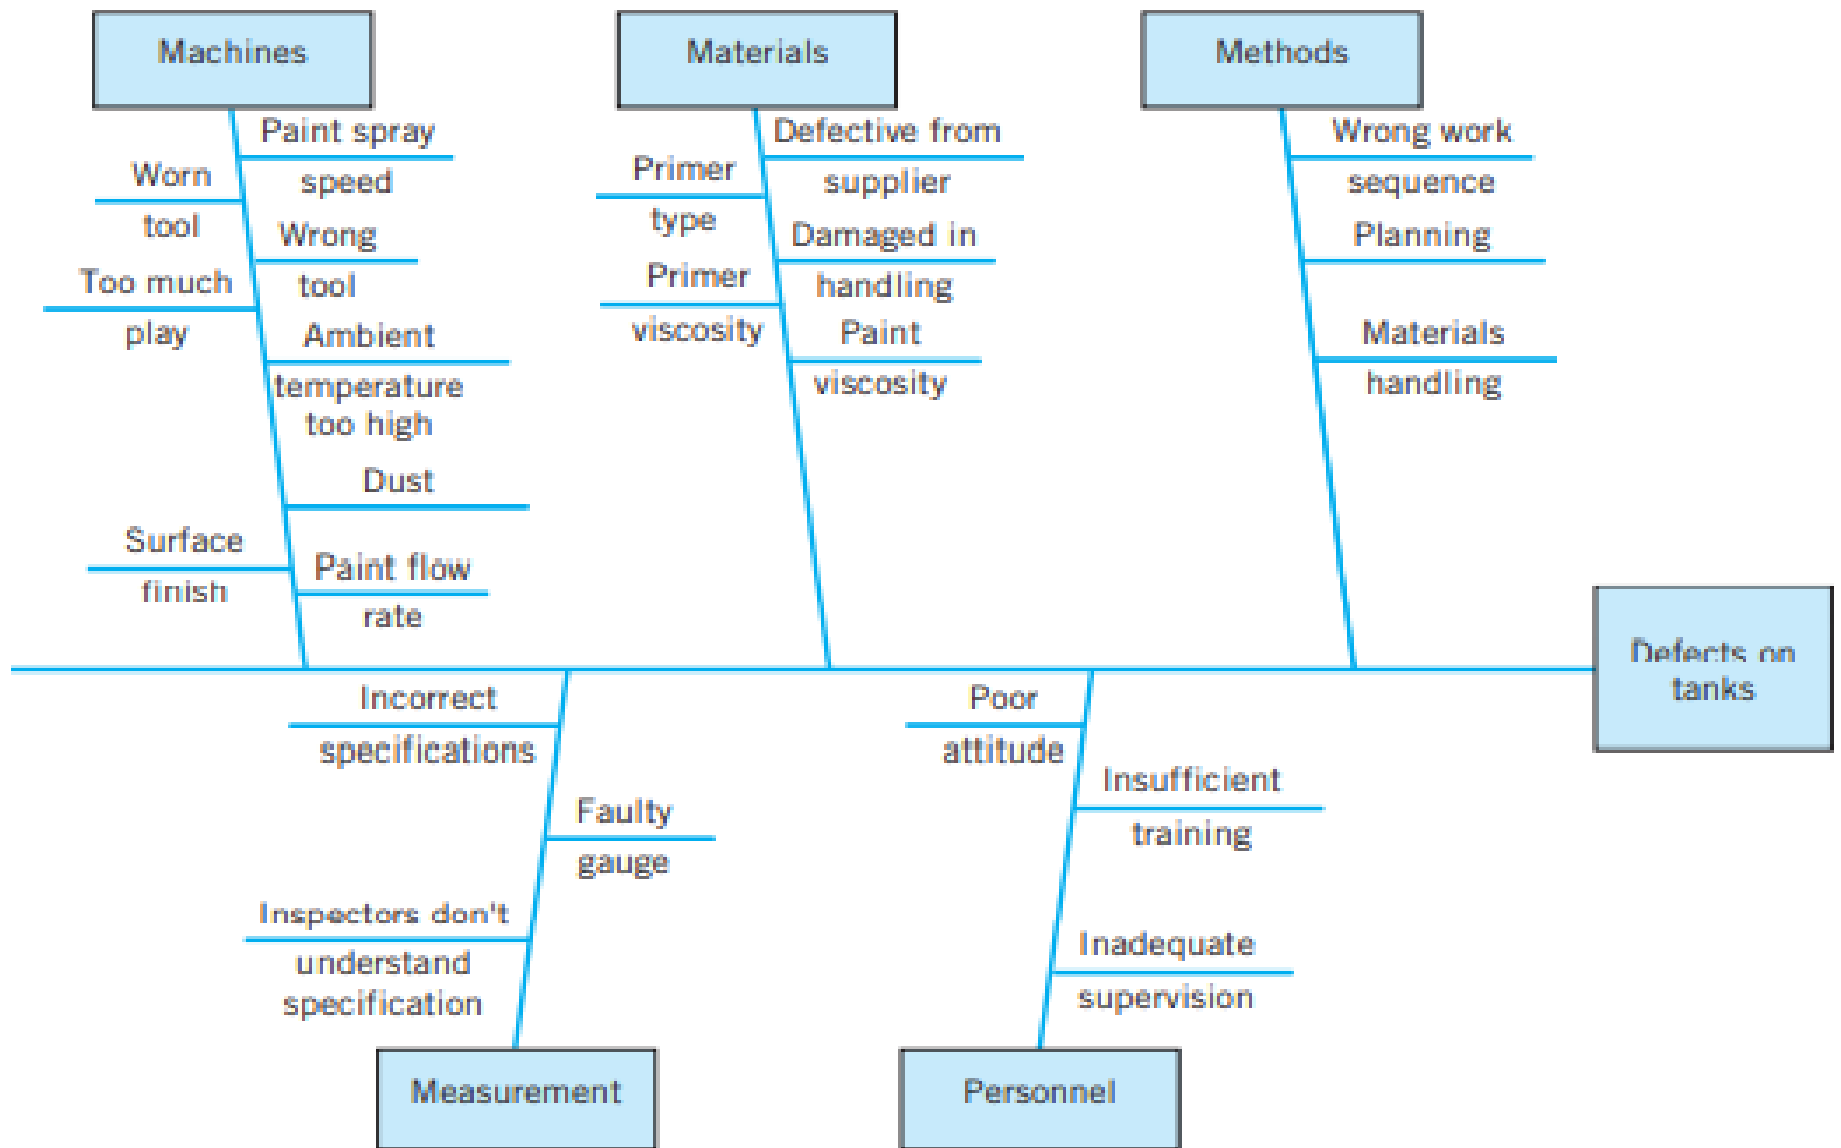 Machines
Materials
Methods
Paint spray
speed
Worn
tool
Wrong
tool
Too much
play
Ambient
temperature
too high
Dust
Surface
finish
Paint flow
rate
Defective from
supplier
Primer
type
Damaged in
handling
Primer
viscosity
Paint
viscosity
Wrong work
sequence
Planning
Materials
handling
Defects on
tanks
Incorrect
specifications
Faulty
gauge
Inspectors don't
understand
specification
Measurement
Poor
attitude
Insufficient
training
Inadequate
supervision
Personnel